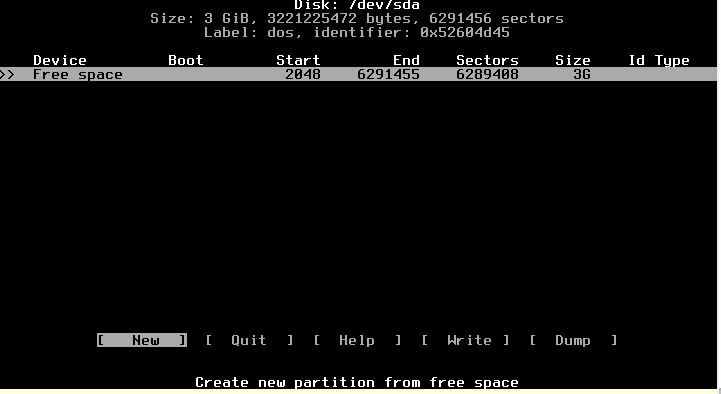 Disk: /dev/sda
Size: 3 GiB, 3221225472 bytes, 6291456 sectors
Label: dos, identifier: 0x52604d45
Device Boot Start End Sectors Size Id Type
>> Free space 2048 6291455 6289408 3G
[ New ] [ Quit ] [ Help ] [ Write ] [ Dump ]
Create new partition from free space